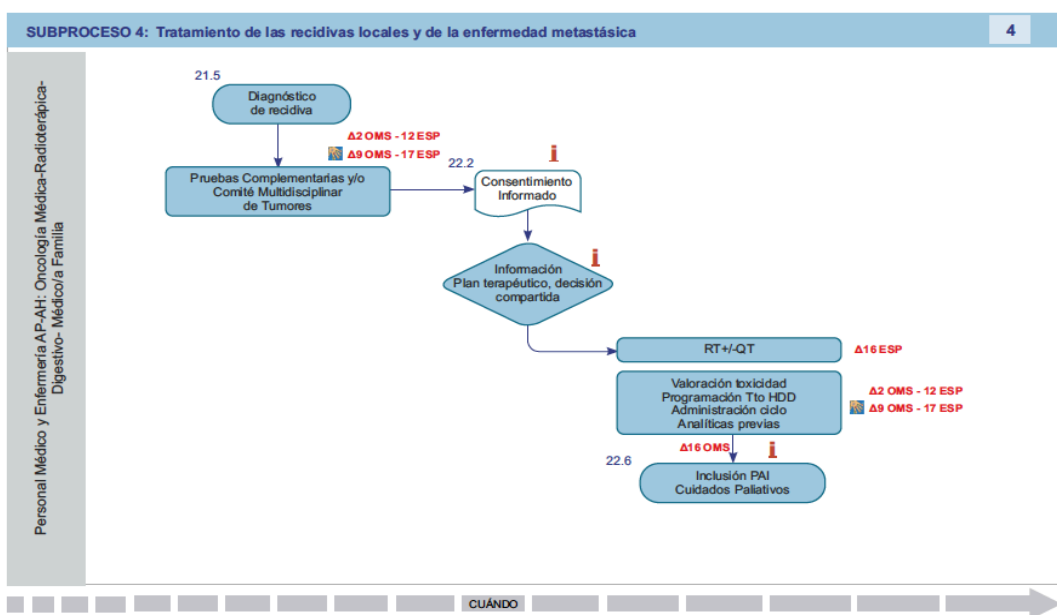 SUBPROCESO 4: Tratamiento de las recidivas locales y de la enfermedad metastásica
4
Personal Médico y Enfermería AP-AH: Oncología Médica-Radioterápica-
Digestivo- Médico/a Familia
21.5
Diagnóstico
de recidiva
Δ2 OMS - 12 ESP
Δ9 OMS - 17 ESP
Pruebas Complementarias y/o
Comité Multidisciplinar
de Tumores
22.2
i
Consentimiento
Informado
i
Información
Plan terapéutico, decisión
compartida
RT+/-QT
Δ16 ESP
Valoración toxicidad
Programación Tto HDD
Administración ciclo
Analíticas previas
Δ2 OMS - 12 ESP
Δ9 OMS - 17 ESP
Δ16 OMS
i
22.6
Inclusión PAI
Cuidados Paliativos
CUÁNDO